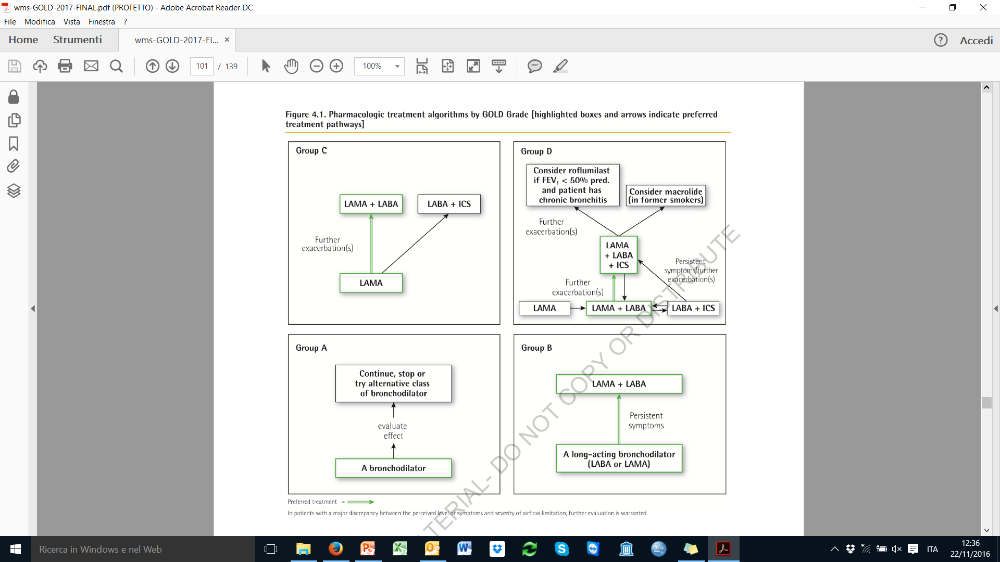 wms-GOLD-2017-FINAL.pdf (PROTETTO) - Adobe Acrobat Reader DC
File Modifica Vista Finestra ?
Home Strumenti wms-GOLD-2017-FI... × ? Accedi
101 / 139 100%
Figure 4.1. Pharmacologic treatment algorithms by GOLD Grade [highlighted boxes and arrows indicate preferred
treatment pathways]
Group C
LAMA + LABA
LABA + ICS
Further
exacerbation(s)
LAMA
Group D
Consider roflumilast
if FEV₁ < 50% pred.
and patient has
chronic bronchitis
Consider macrolide
(in former smokers)
Further
exacerbation(s)
LAMA
+ LABA
+ ICS
Persistent
symptoms/further
exacerbation(s)
Further
exacerbation(s)
LAMA
LAMA + LABA
LABA + ICS
Group A
Continue, stop or
try alternative class
of bronchodilator
evaluate
effect
A bronchodilator
Group B
LAMA + LABA
Persistent
symptoms
A long-acting bronchodilator
(LABA or LAMA)
Preferred treatment =
In patients with a major discrepancy between the perceived level of symptoms and severity of airflow limitation, further evaluation is warranted.
TERIAL- DO NOT COPY OR DISTRIBUTE
Ricerca in Windows e nel Web
ITA
12:36
22/11/2016